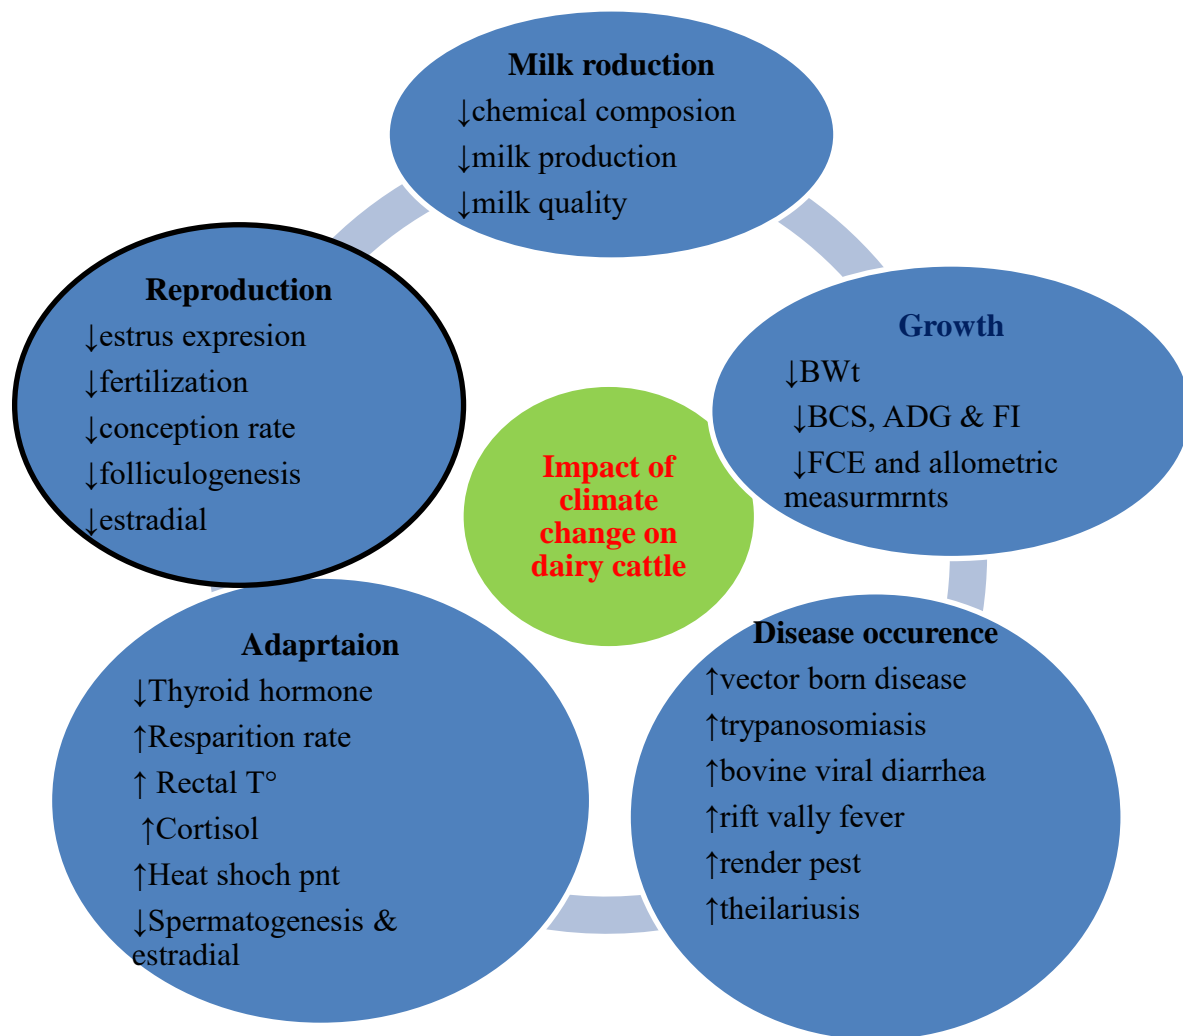 Milk roduction
↓chemical composion
↓milk production
↓milk quality
Reproduction
↓estrus expresion
↓fertilization
↓conception rate
↓folliculogenesis
↓estradial
Growth
↓BWt
↓BCS, ADG & FI
↓FCE and allometric
measurmrnts
Impact of
climate
change on
dairy cattle
Adaprtaion
↓Thyroid hormone
↑Resparition rate
↑ Rectal T°
↑Cortisol
↑Heat shoch pnt
↓Spermatogenesis &
estradial
Disease occurence
↑vector born disease
↑trypanosomiasis
↑bovine viral diarrhea
↑rift vally fever
↑render pest
↑theilariusis